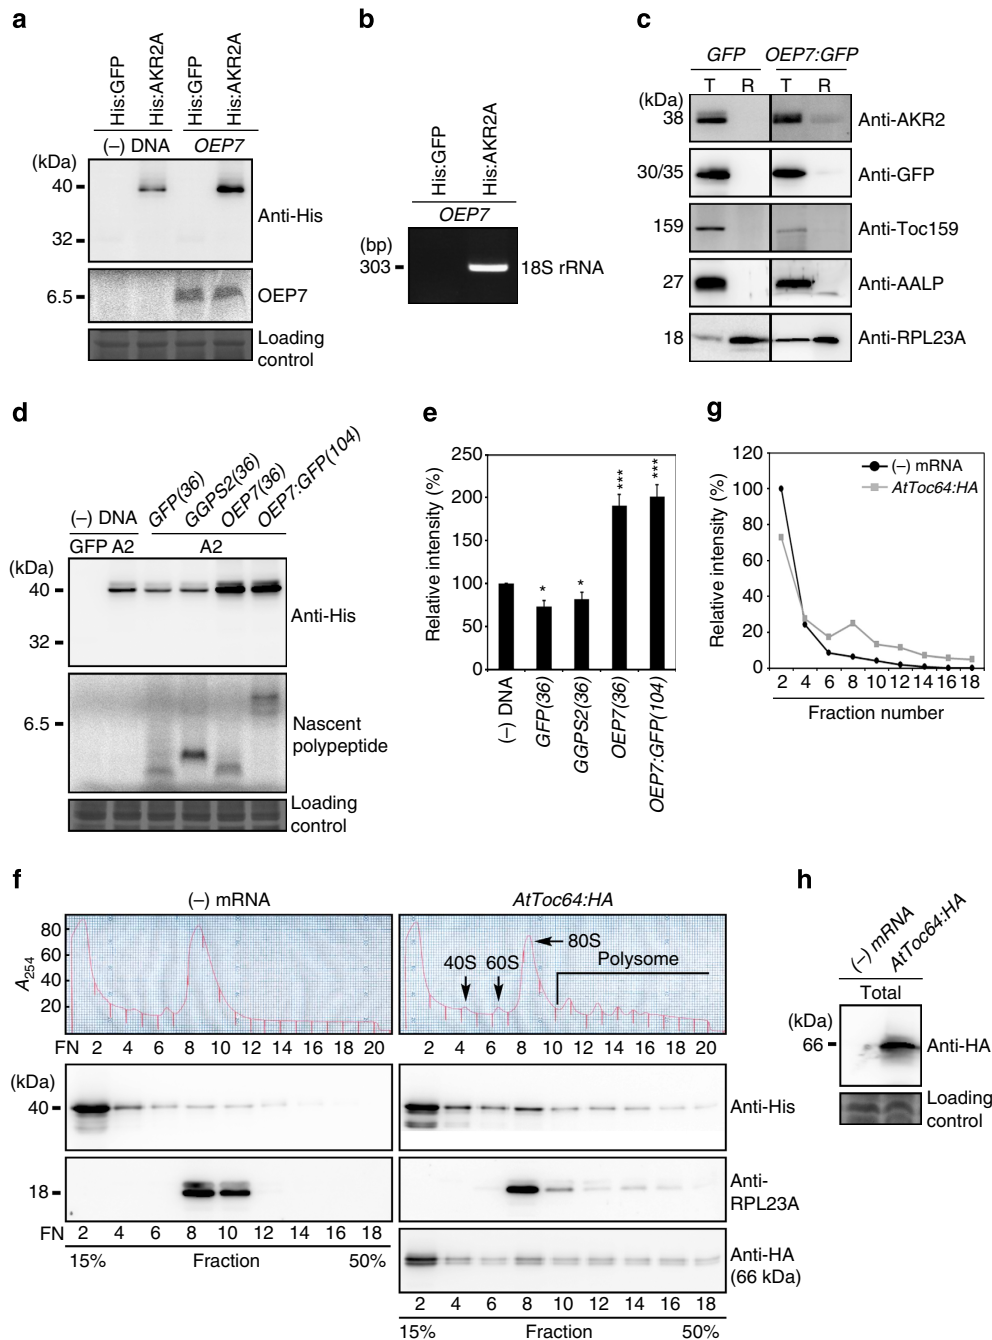 a
His:GFP
His:AKR2A
His:GFP
His:AKR2A
(–) DNA
OEP7
(kDa)
40
32
Anti-His
6.5
OEP7
Loading
control
b
His:GFP
His:AKR2A
OEP7
(bp)
303
18S rRNA
c
GFP
OEP7:GFP
T
R
T
R
(kDa)
38
Anti-AKR2
30/35
Anti-GFP
159
Anti-Toc159
27
Anti-AALP
18
Anti-RPL23A
d
GFP(36)
GGPS2(36)
OEP7(36)
OEP7:GFP(104)
(–) DNA
GFP A2
A2
(kDa)
40
32
Anti-His
6.5
Nascent
polypeptide
Loading
control
e
Relative intensity (%)
250
200
150
100
50
0
*
*
***
***
(–) DNA
GFP(36)
GGPS2(36)
OEP7(36)
OEP7:GFP(104)
g
Relative intensity (%)
120
100
80
60
40
20
0
(–) mRNA
AtToc64:HA
2 4 6 8 10 12 14 16 18
Fraction number
f
(–) mRNA
AtToc64:HA
A254
80
60
40
20
40S
60S
80S
Polysome
FN 2 4 6 8 10 12 14 16 18 20
2 4 6 8 10 12 14 16 18 20
(kDa)
40
Anti-His
18
Anti-
RPL23A
FN 2 4 6 8 10 12 14 16 18
15% Fraction 50%
Anti-HA
(66 kDa)
2 4 6 8 10 12 14 16 18
15% Fraction 50%
h
(–) mRNA
AtToc64:HA
Total
(kDa)
66
Anti-HA
Loading
control